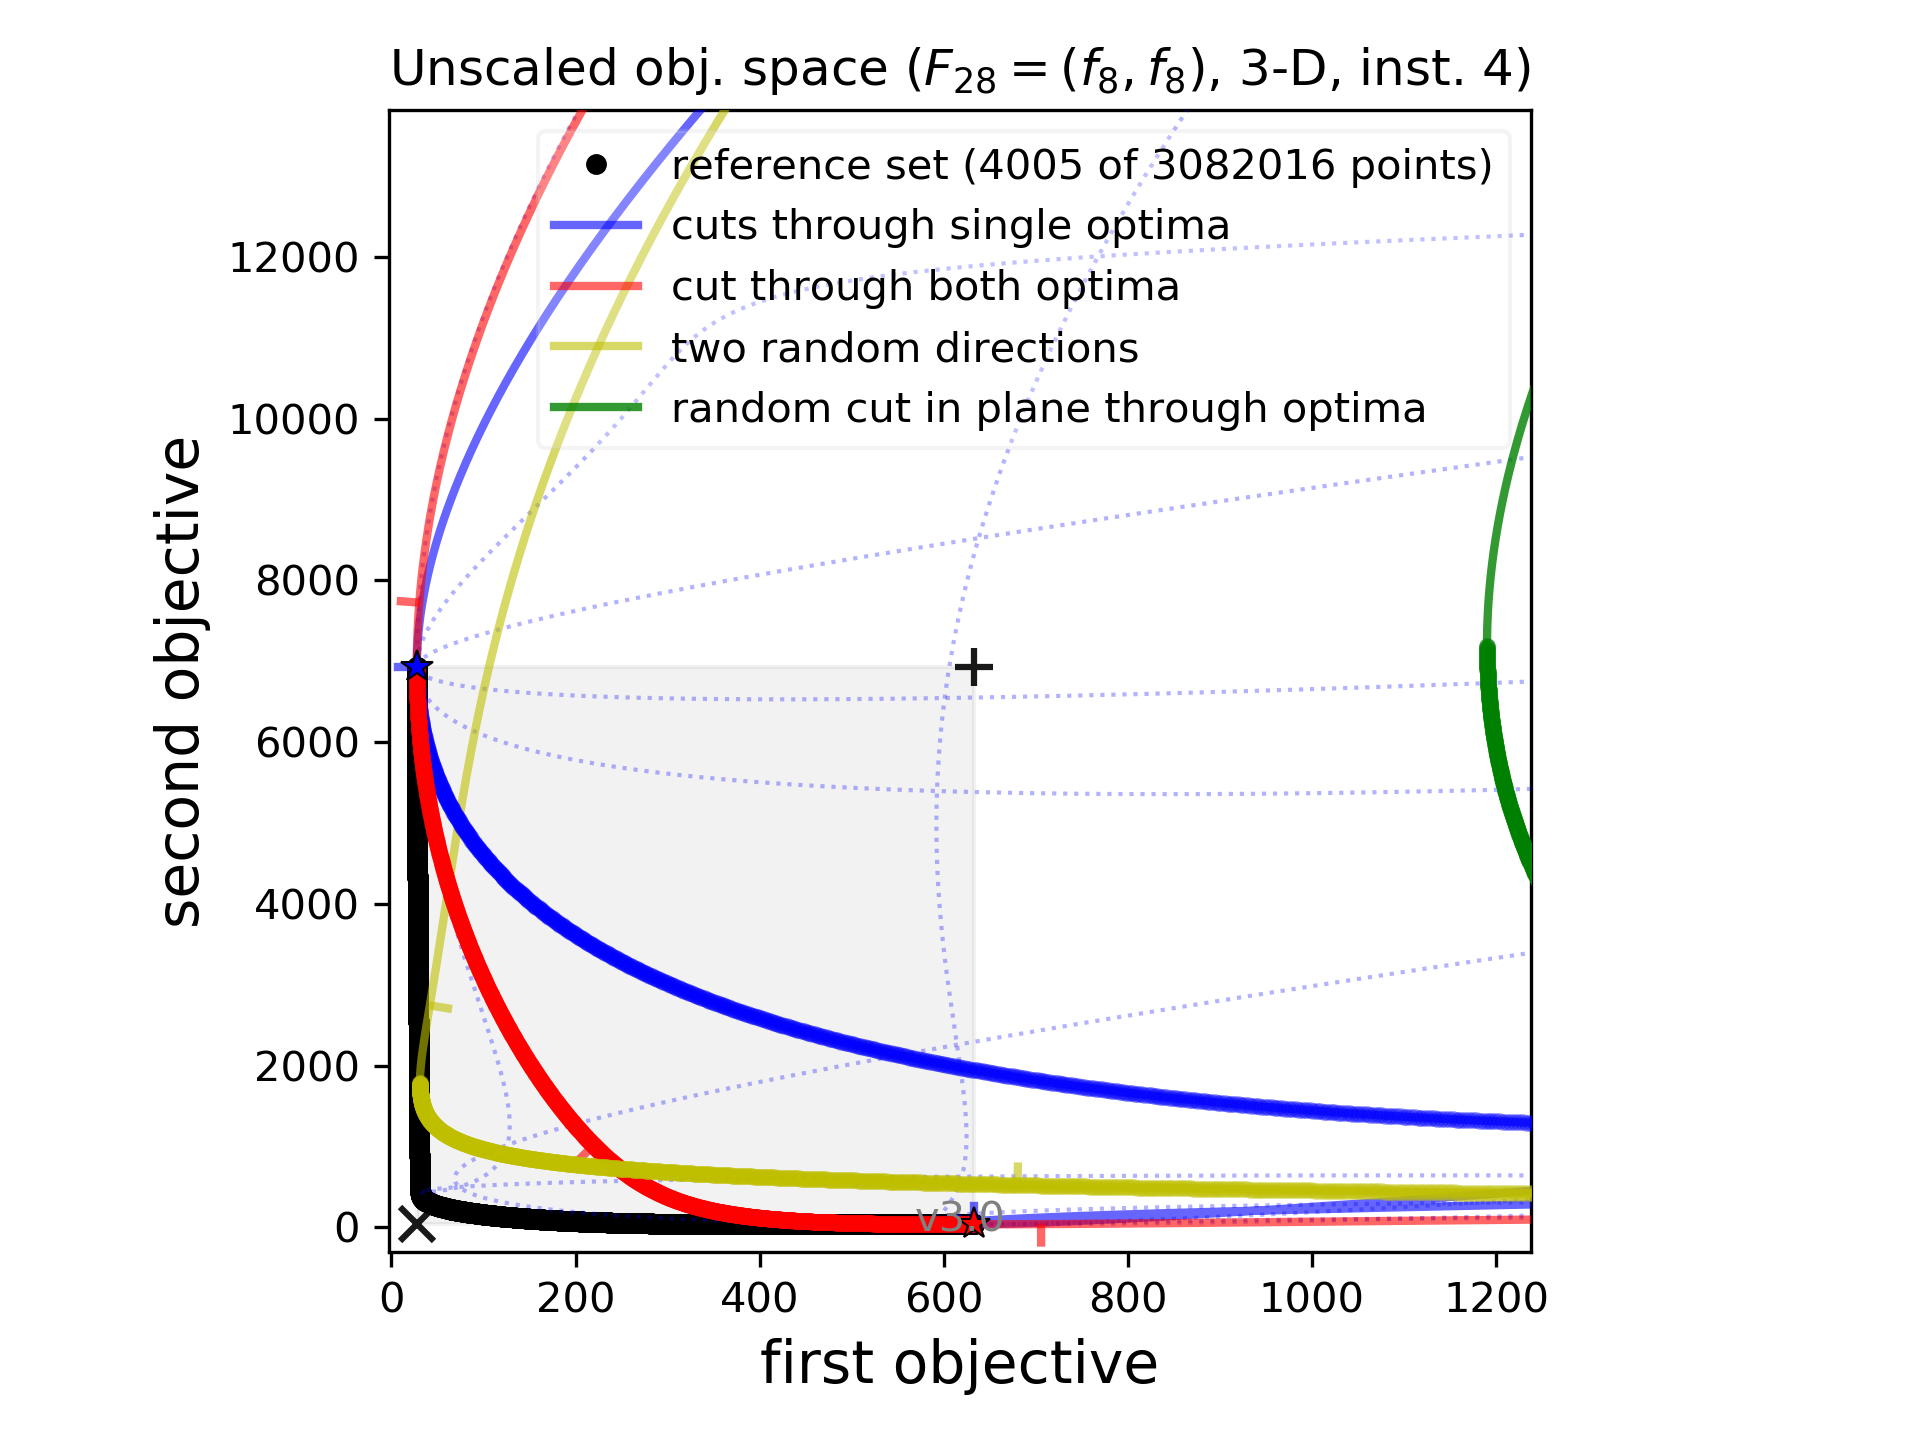 Unscaled obj. space (F28 = (f8, f8), 3-D, inst. 4)
reference set (4005 of 3082016 points)
cuts through single optima
cut through both optima
two random directions
random cut in plane through optima
12000
10000
8000
6000
4000
2000
0
second objective
v3.0
0 200 400 600 800 1000 1200
first objective